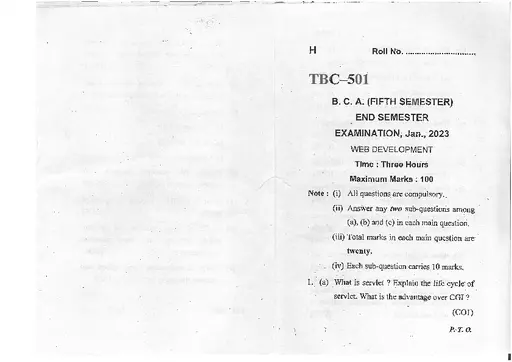 H Roll No. ..............................
TBC–501
B. C. A. (FIFTH SEMESTER)
END SEMESTER
EXAMINATION, Jan., 2023
WEB DEVELOPMENT
Time : Three Hours
Maximum Marks : 100
Note : (i) All questions are compulsory.
(ii) Answer any two sub-questions among
(a), (b) and (c) in each main question.
(iii) Total marks in each main question are
twenty.
(iv) Each sub-question carries 10 marks.
1. (a) What is servlet ? Explain the life cycle of
servlet. What is the advantage over CGI ?
(CO1)
P. T. O.